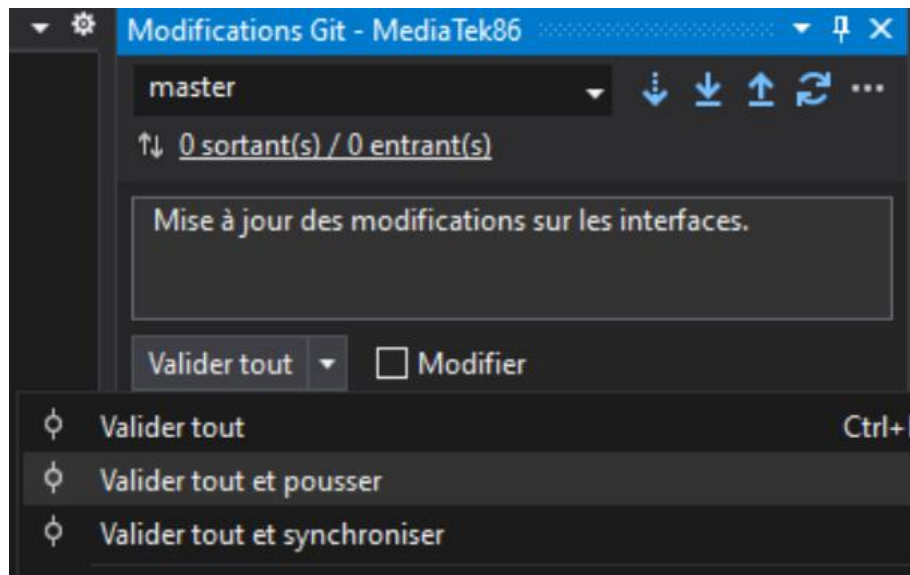 Modifications Git - MediaTek86
master
0 sortant(s) / 0 entrant(s)
Mise à jour des modifications sur les interfaces.
Valider tout
Modifier
Valider tout Ctrl+
Valider tout et pousser
Valider tout et synchroniser